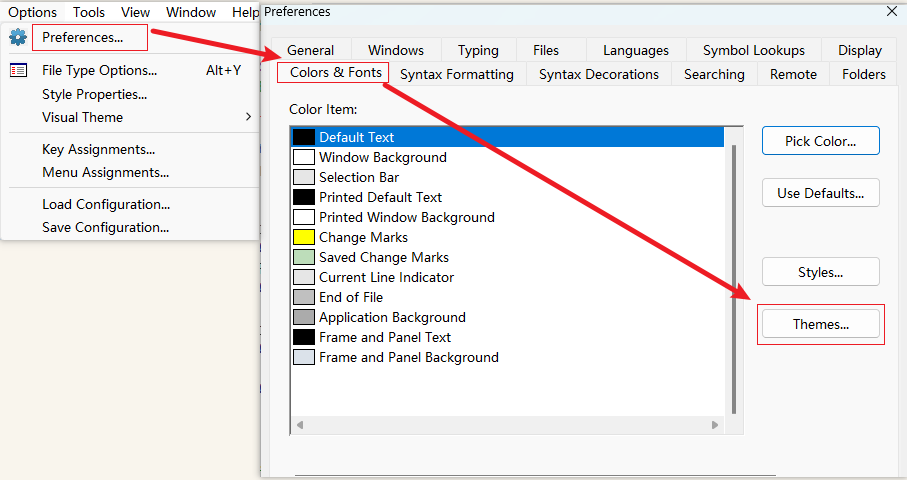 Options Tools View Window Help
Preferences...
File Type Options... Alt+Y
Style Properties...
Visual Theme
Key Assignments...
Menu Assignments...
Load Configuration...
Save Configuration...
Preferences
General Windows Typing Files Languages Symbol Lookups Display
Colors & Fonts Syntax Formatting Syntax Decorations Searching Remote Folders
Color Item:
Default Text
Window Background
Selection Bar
Printed Default Text
Printed Window Background
Change Marks
Saved Change Marks
Current Line Indicator
End of File
Application Background
Frame and Panel Text
Frame and Panel Background
Pick Color...
Use Defaults...
Styles...
Themes...